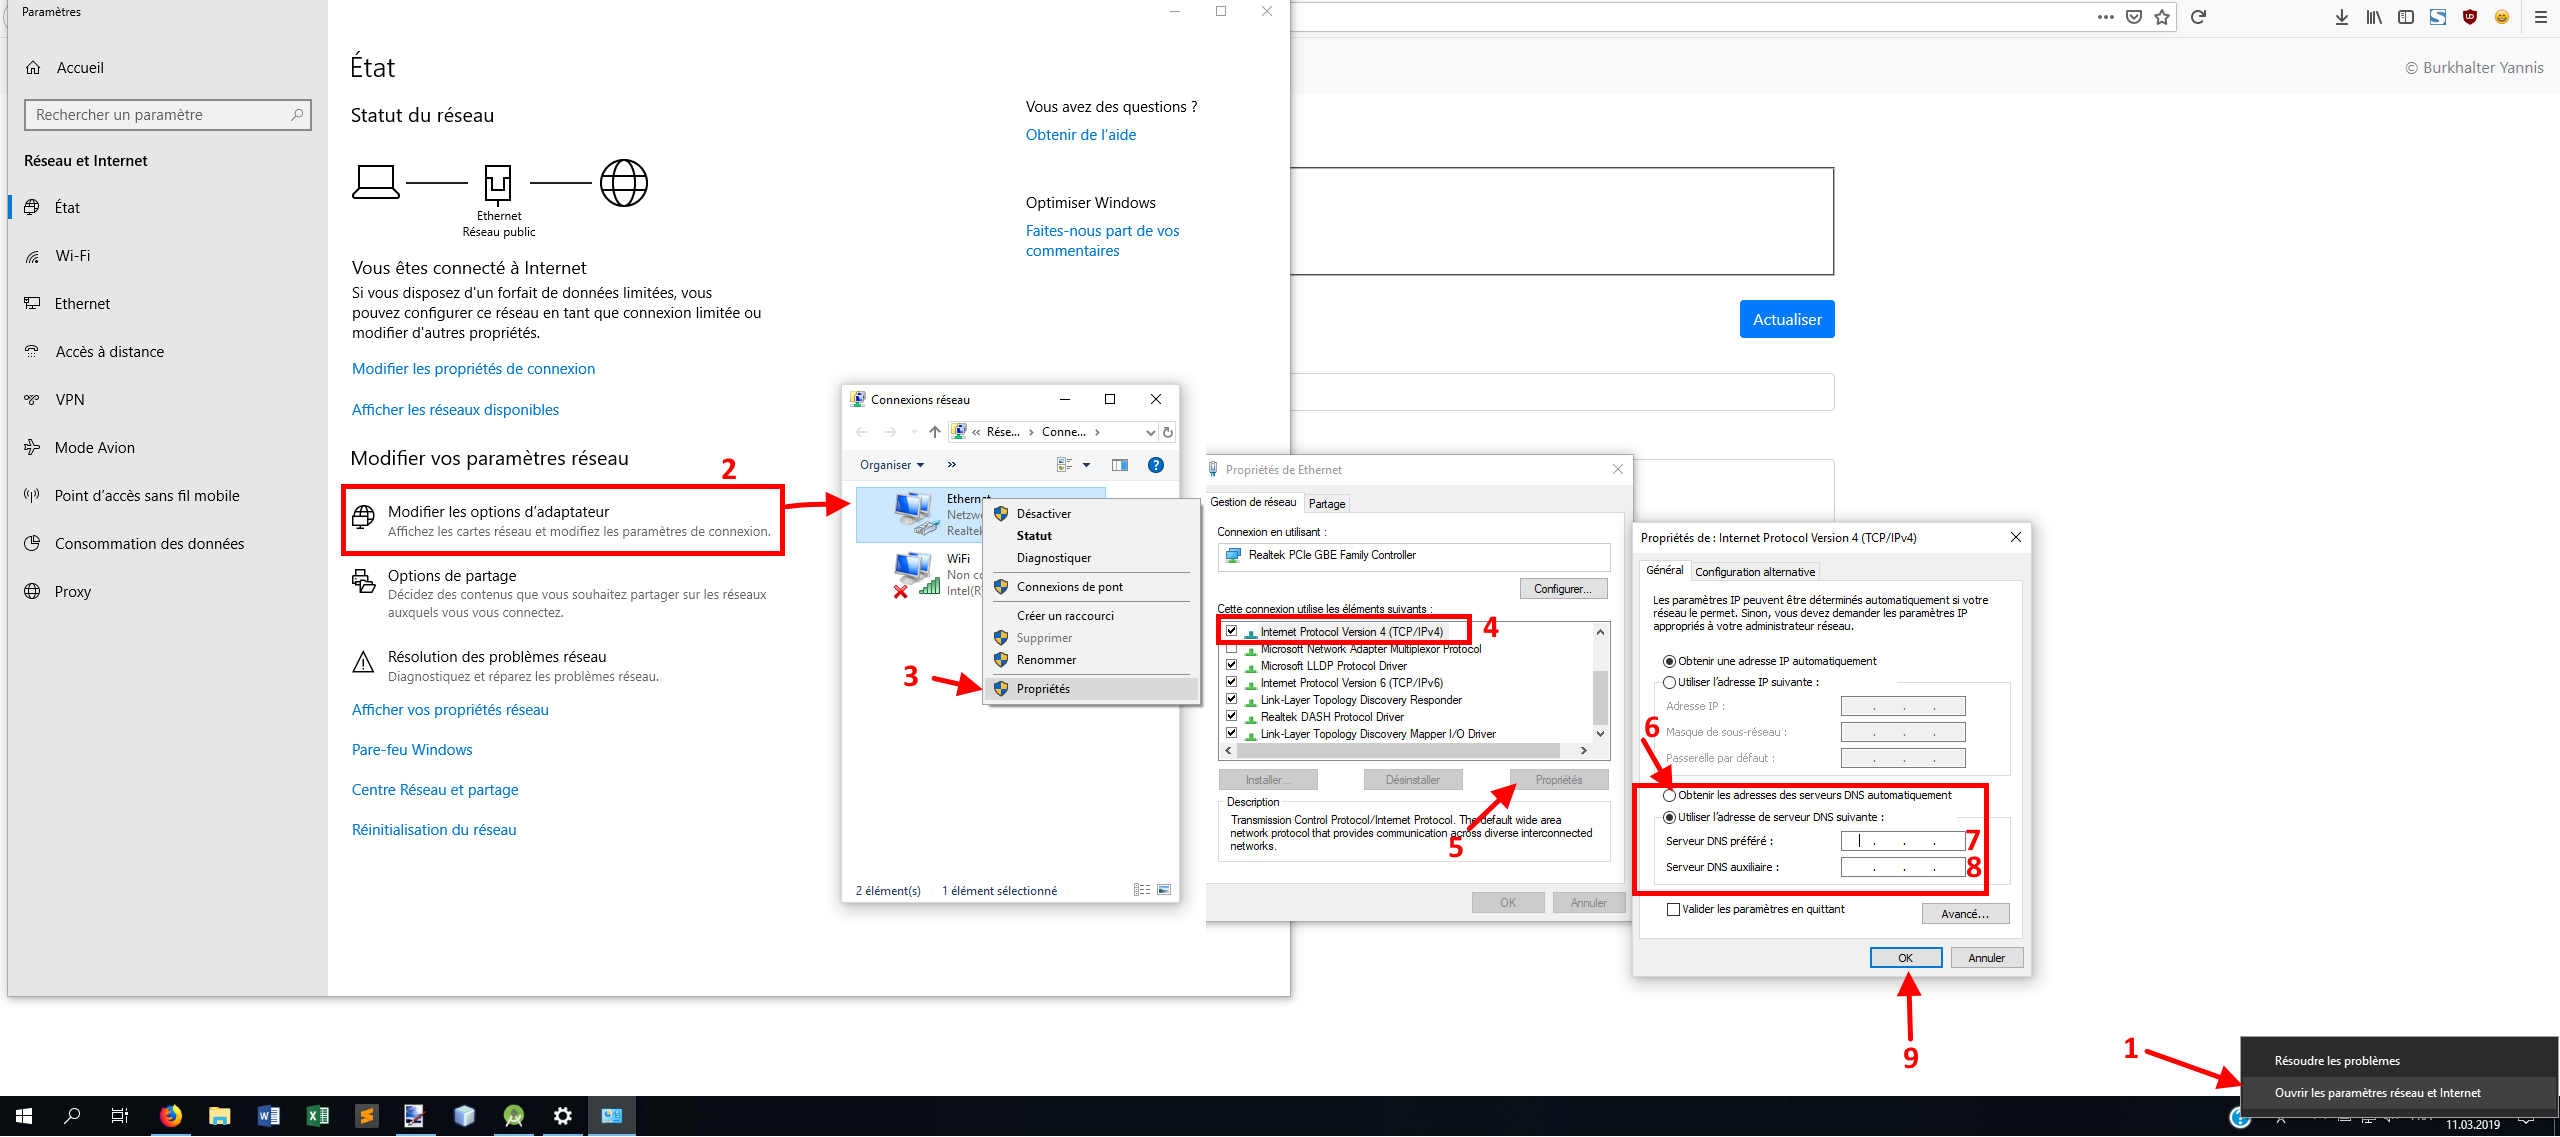 Paramètres
Accueil
Rechercher un paramètre
Réseau et Internet
État
Wi-Fi
Ethernet
Accès à distance
VPN
Mode Avion
Point d'accès sans fil mobile
Consommation des données
Proxy
État
Statut du réseau
Ethernet
Réseau public
Vous êtes connecté à Internet
Si vous disposez d'un forfait de données limitées, vous
pouvez configurer ce réseau en tant que connexion limitée ou
modifier d'autres propriétés.
Modifier les propriétés de connexion
Afficher les réseaux disponibles
Modifier vos paramètres réseau
2
Modifier les options d'adaptateur
Affichez les cartes réseau et modifiez les paramètres de connexion.
Options de partage
Décidez des contenus que vous souhaitez partager sur les réseaux
auxquels vous vous connectez.
Résolution des problèmes réseau
Diagnostiquez et réparez les problèmes réseau.
Afficher vos propriétés réseau
Pare-feu Windows
Centre Réseau et partage
Réinitialisation du réseau
Vous avez des questions ?
Obtenir de l'aide
Optimiser Windows
Faites-nous part de vos
commentaires
© Burkhalter Yannis
Actualiser
Connexions réseau
« Rése... › Conne... ›
Organiser »
Ethernet
Netzwe
Realtek
WiFi
Non co
Intel(R)
Désactiver
Statut
Diagnostiquer
Connexions de pont
Créer un raccourci
Supprimer
Renommer
3
Propriétés
2 élément(s) 1 élément sélectionné
Propriétés de Ethernet
Gestion de réseau Partage
Connexion en utilisant :
Realtek PCIe GBE Family Controller
Configurer...
Cette connexion utilise les éléments suivants :
Internet Protocol Version 4 (TCP/IPv4) 4
Microsoft Network Adapter Multiplexor Protocol
Microsoft LLDP Protocol Driver
Internet Protocol Version 6 (TCP/IPv6)
Link-Layer Topology Discovery Responder
Realtek DASH Protocol Driver
Link-Layer Topology Discovery Mapper I/O Driver
Installer... Désinstaller Propriétés
Description
Transmission Control Protocol/Internet Protocol. The default wide area
network protocol that provides communication across diverse interconnected
networks.
5
OK Annuler
Propriétés de : Internet Protocol Version 4 (TCP/IPv4)
Général Configuration alternative
Les paramètres IP peuvent être déterminés automatiquement si votre
réseau le permet. Sinon, vous devez demander les paramètres IP
appropriés à votre administrateur réseau.
Obtenir une adresse IP automatiquement
Utiliser l'adresse IP suivante :
Adresse IP : . . .
6
Masque de sous-réseau : . . .
Passerelle par défaut : . . .
Obtenir les adresses des serveurs DNS automatiquement
Utiliser l'adresse de serveur DNS suivante :
Serveur DNS préféré : . . . 7
Serveur DNS auxiliaire : . . . 8
Valider les paramètres en quittant
Avancé...
OK Annuler
9
1
Résoudre les problèmes
Ouvrir les paramètres réseau et Internet
11.03.2019